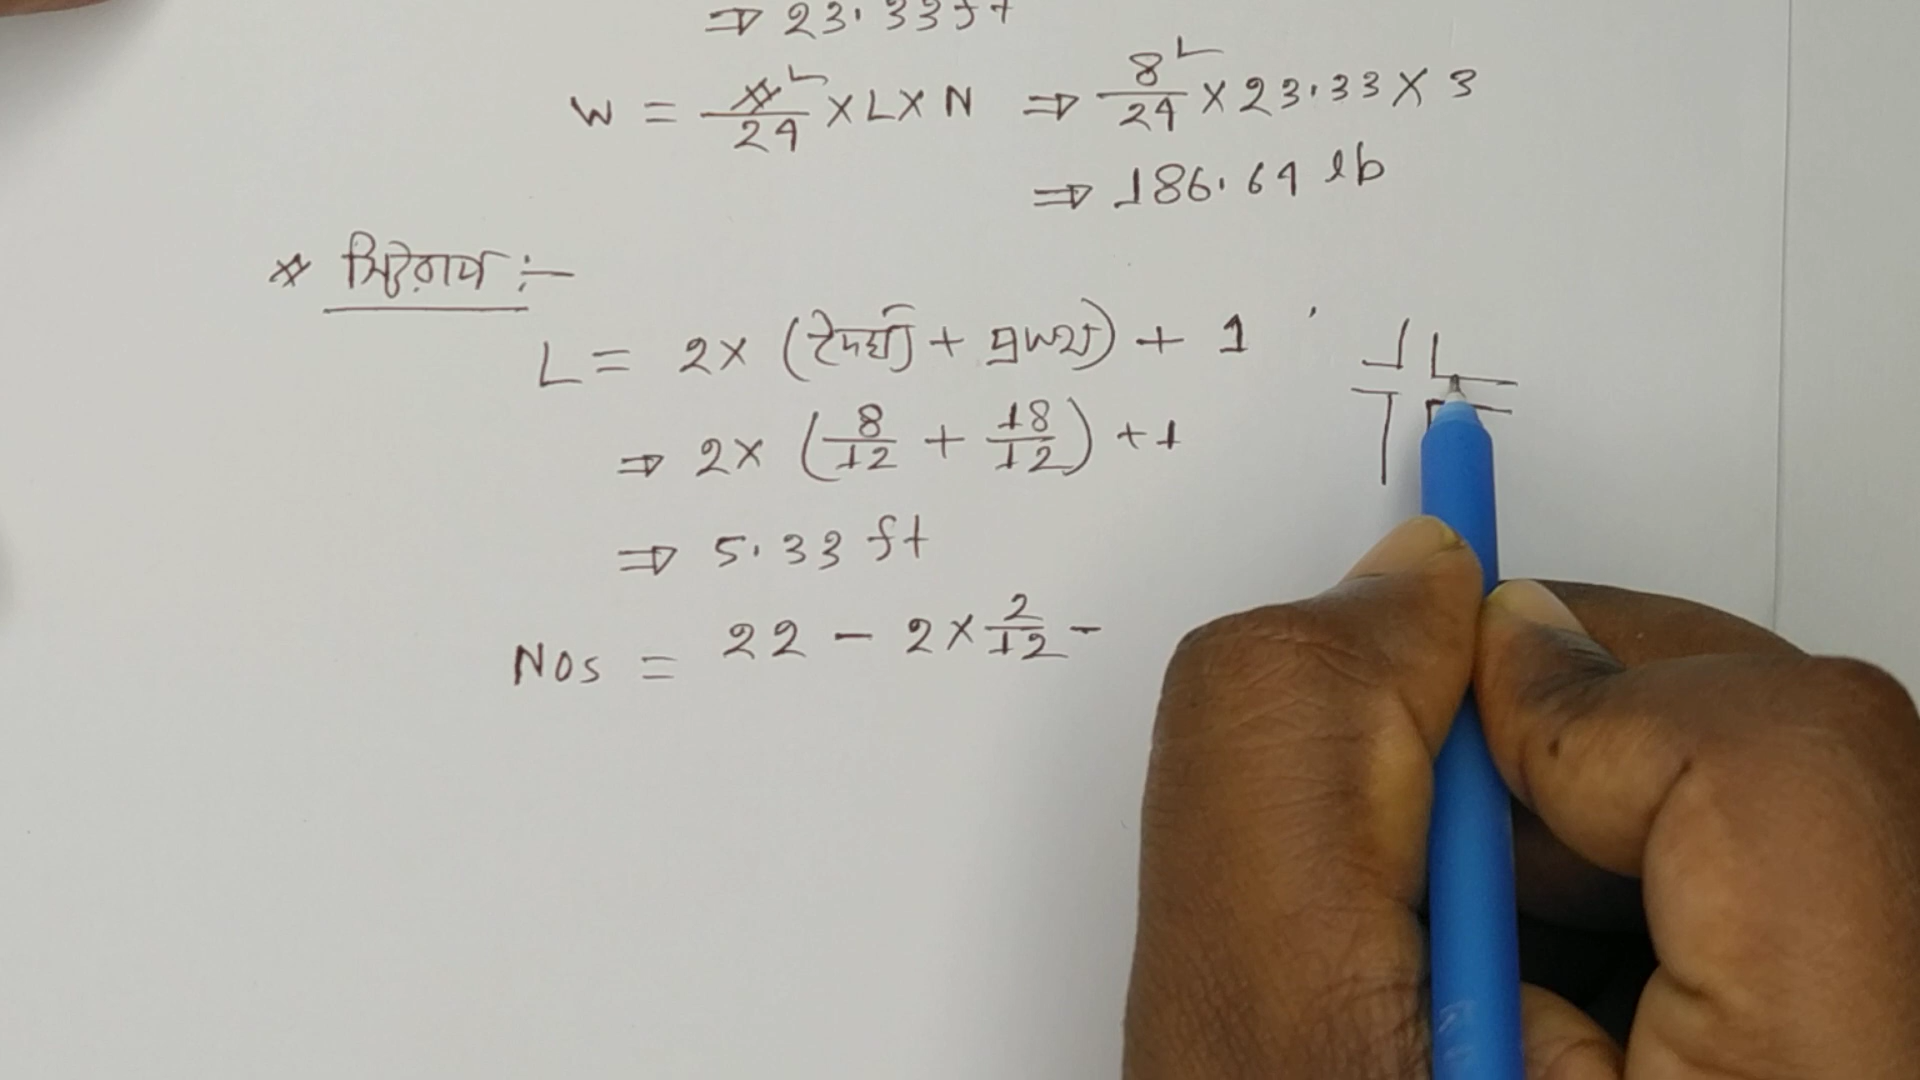 ⇒ 23.33 ft
W = ※²/24 × L × N ⇒ 8²/24 × 23.33 × 3
⇒ 186.64 lb
※ স্টিরাপ :-
L = 2× (দৈর্ঘ্য + প্রস্থ) + 1'
⇒ 2× (8/12 + 18/12) + 1
⇒ 5.33 ft
Nos = 22 - 2×2/12 -